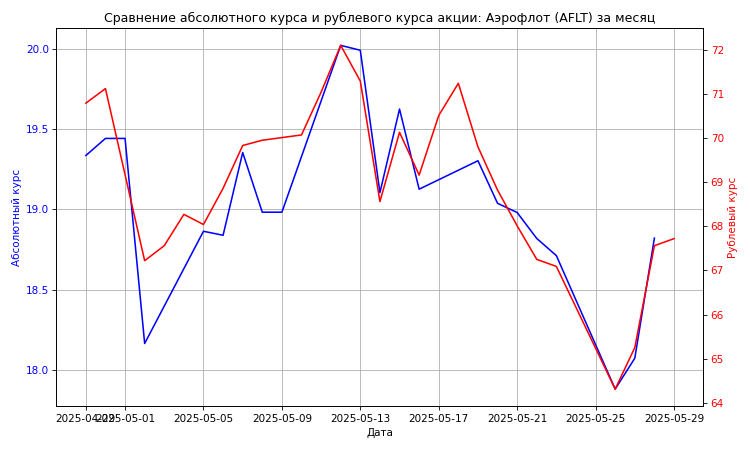 Сравнение абсолютного курса и рублевого курса акции: Аэрофлот (AFLT) за месяц
20.0
19.5
19.0
18.5
18.0
Абсолютный курс
72
71
70
69
68
67
66
65
64
Рублевый курс
2025-04-29 2025-05-01 2025-05-05 2025-05-09 2025-05-13 2025-05-17 2025-05-21 2025-05-25 2025-05-29
Дата